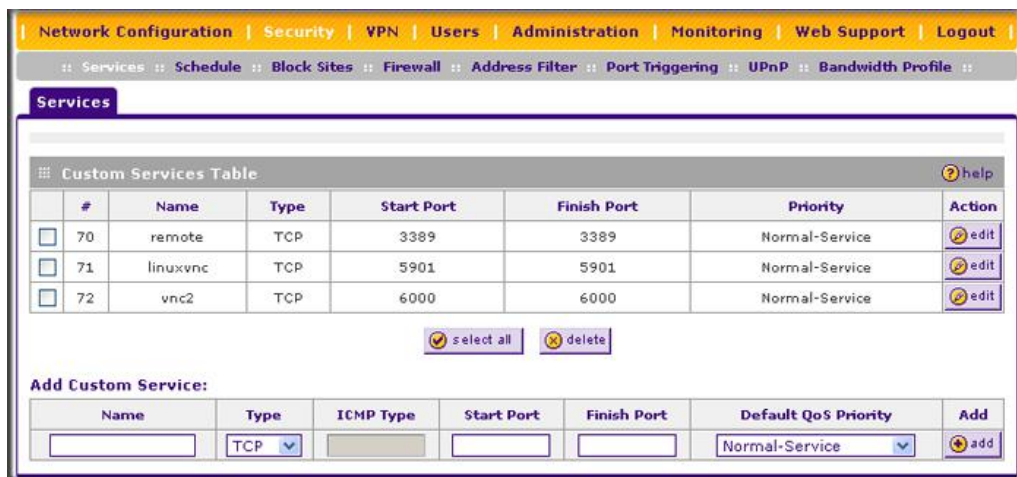 | Network Configuration | Security | VPN | Users | Administration | Monitoring | Web Support | Logout |
:: Services :: Schedule :: Block Sites :: Firewall :: Address Filter :: Port Triggering :: UPnP :: Bandwidth Profile ::
Services
Custom Services Table ? help
# Name Type Start Port Finish Port Priority Action
70 remote TCP 3389 3389 Normal-Service edit
71 linuxvnc TCP 5901 5901 Normal-Service edit
72 vnc2 TCP 6000 6000 Normal-Service edit
select all delete
Add Custom Service:
Name Type ICMP Type Start Port Finish Port Default QoS Priority Add
TCP Normal-Service add